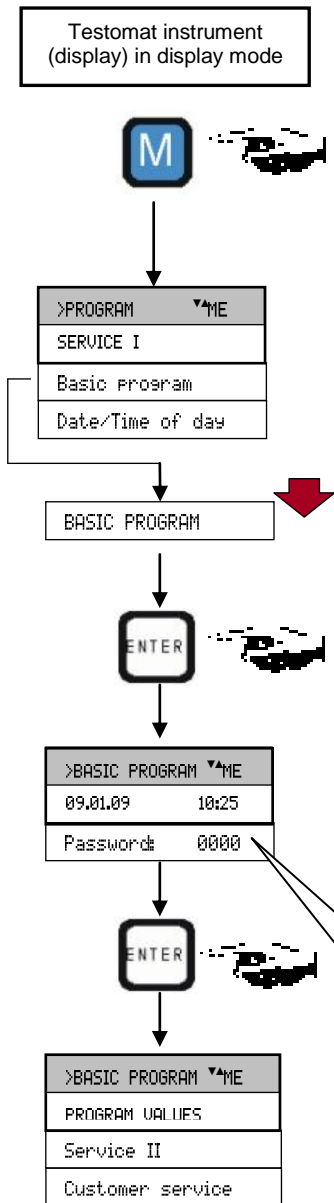 Testomat instrument
(display) in display mode
M
>PROGRAM ▼▲ME
SERVICE I
Basic program
Date/Time of day
BASIC PROGRAM
ENTER
>BASIC PROGRAM ▼▲ME
09.01.09 10:25
Password: 0000
ENTER
>BASIC PROGRAM ▼▲ME
PROGRAM VALUES
Service II
Customer service